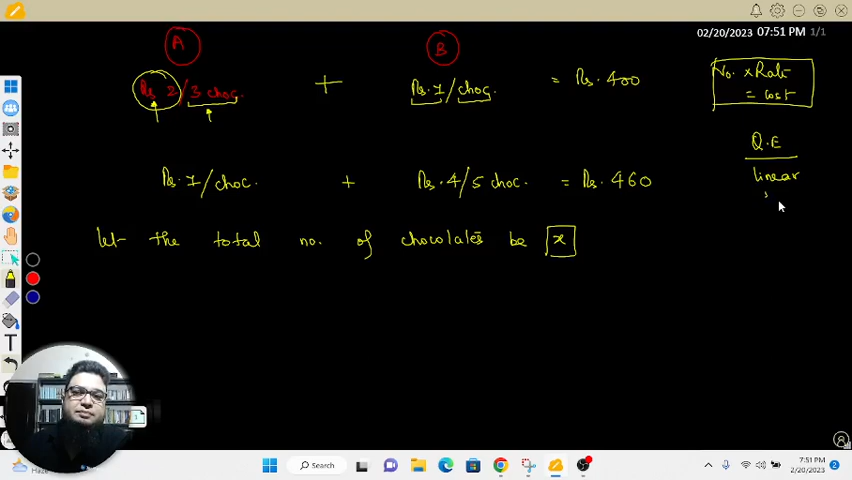 02/20/2023 07:51 PM 1/1
A
B
Rs 2/3 choc. + Rs. 1/choc. = Rs. 400
No. x Rate
= cost
Q.E
linear
Rs. 1/choc. + Rs. 4/5 choc. = Rs. 460
let the total no. of chocolates be x
T
Search
7:51 PM
2/20/2023
2